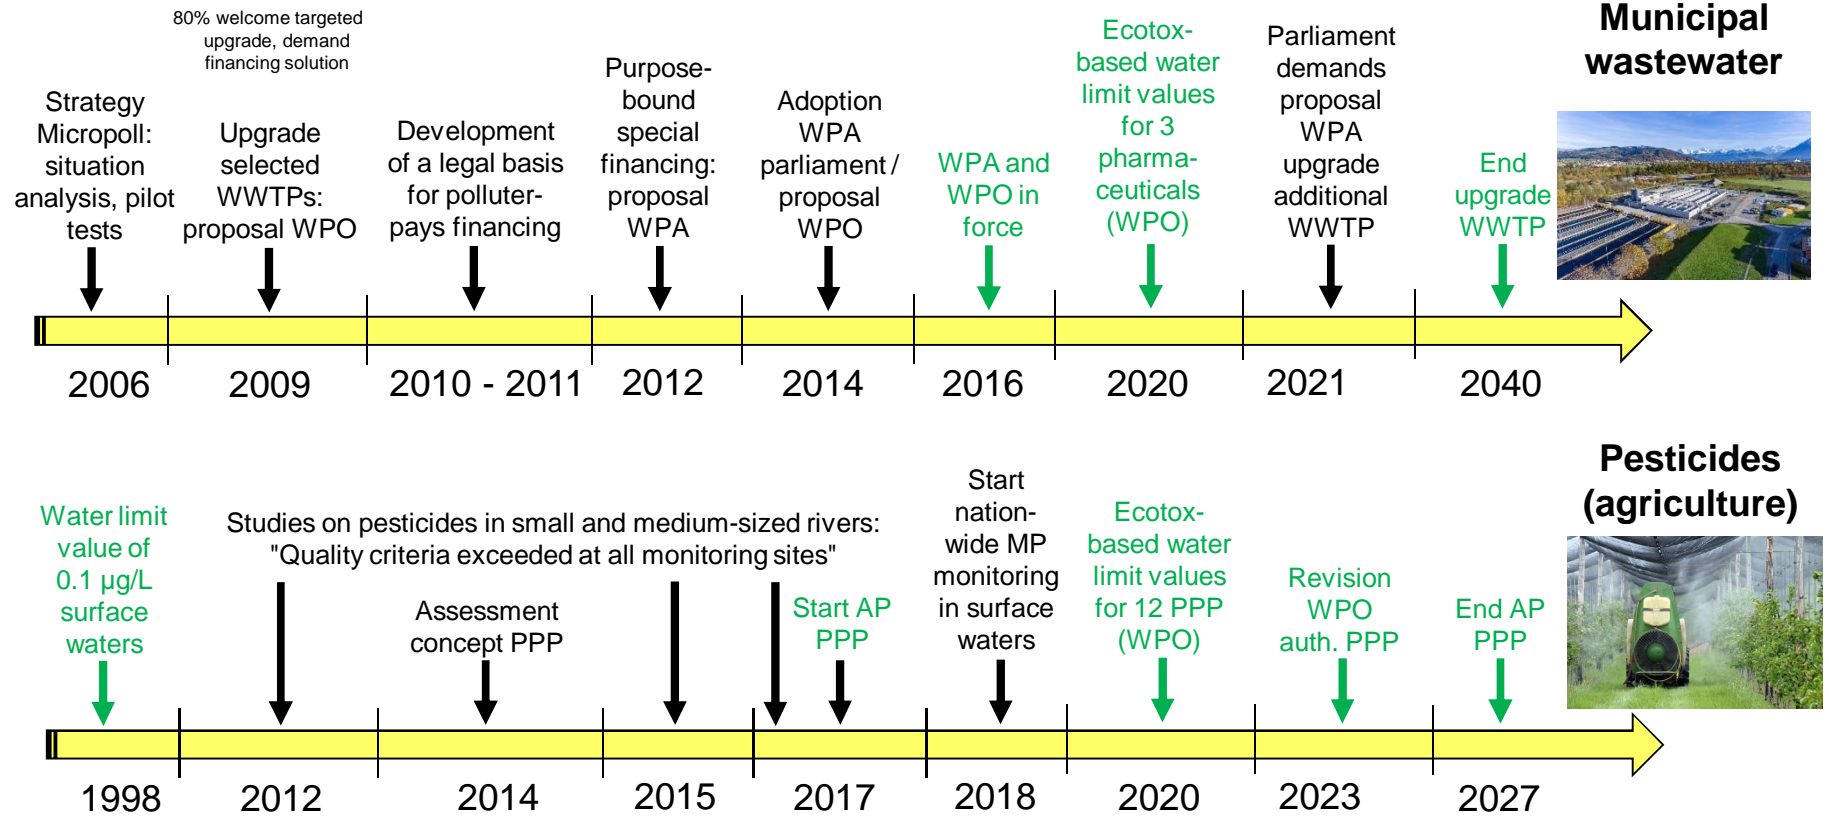 80% welcome targeted
upgrade, demand
financing solution
Strategy
Micropoll:
situation
analysis, pilot
tests
Upgrade
selected
WWTPs:
proposal WPO
Development
of a legal basis
for polluter-
pays financing
Purpose-
bound
special
financing:
proposal
WPA
Adoption
WPA
parliament /
proposal
WPO
WPA and
WPO in
force
Ecotox-
based water
limit values
for 3
pharma-
ceuticals
(WPO)
Parliament
demands
proposal
WPA
upgrade
additional
WWTP
End
upgrade
WWTP
Municipal
wastewater
2006
2009
2010 - 2011
2012
2014
2016
2020
2021
2040
Water limit
value of
0.1 µg/L
surface
waters
Studies on pesticides in small and medium-sized rivers:
"Quality criteria exceeded at all monitoring sites"
Assessment
concept PPP
Start AP
PPP
Start
nation-
wide MP
monitoring
in surface
waters
Ecotox-
based water
limit values
for 12 PPP
(WPO)
Revision
WPO
auth. PPP
End AP
PPP
Pesticides
(agriculture)
1998
2012
2014
2015
2017
2018
2020
2023
2027